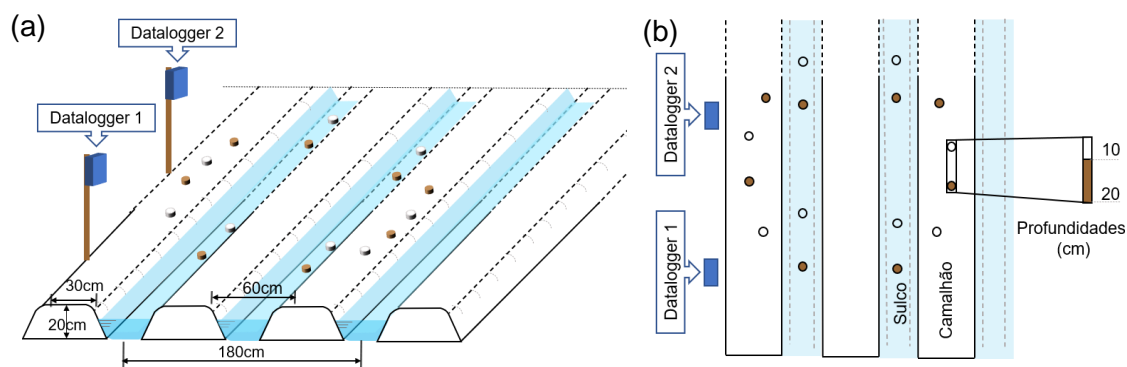 (a)
Datalogger 2
Datalogger 1
30cm
20cm
60cm
180cm
(b)
Datalogger 2
Datalogger 1
Sulco
Camalhão
10
20
Profundidades
(cm)